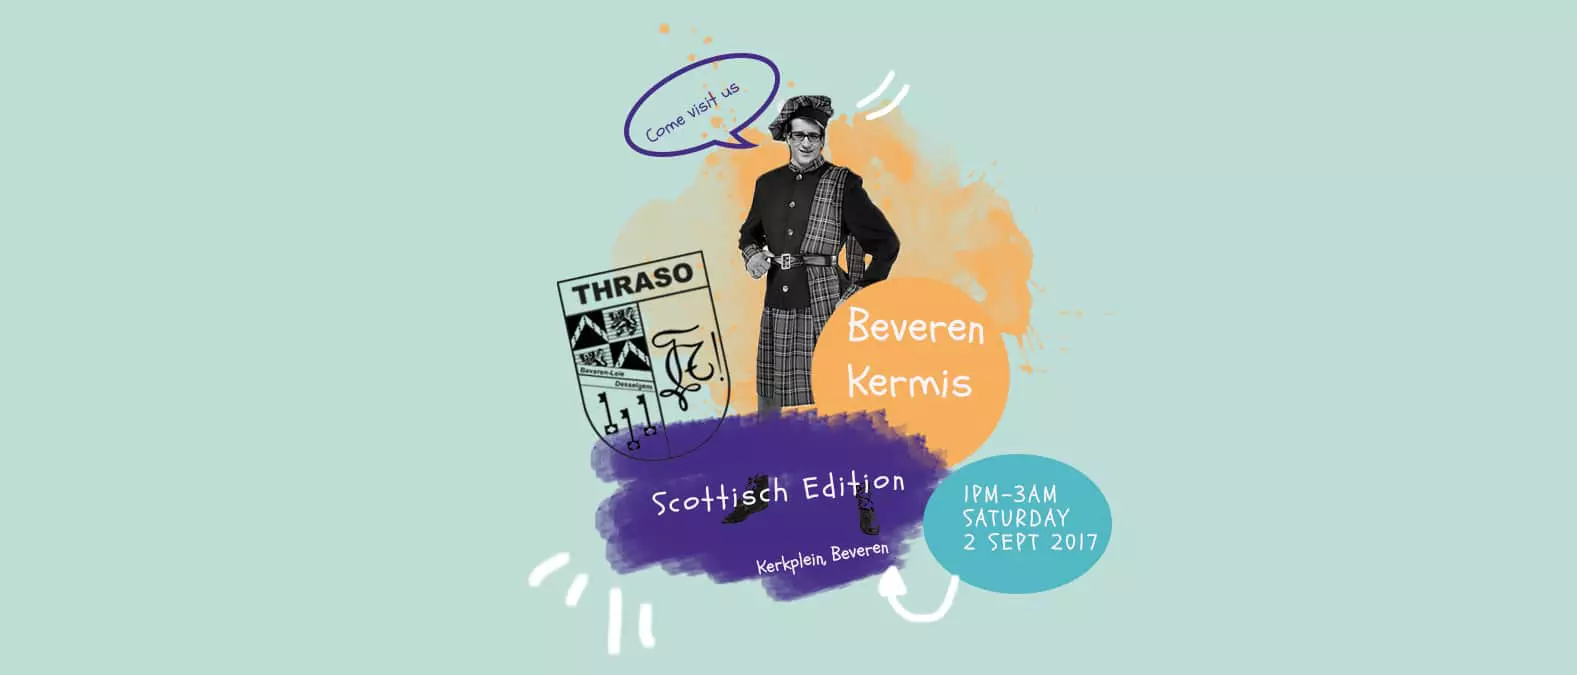 Come visit us
THRASO
Beveren-Leie
Desselgem
Beveren
Kermis
Scottisch Edition
Kerkplein, Beveren
1PM-3AM
SATURDAY
2 SEPT 2017